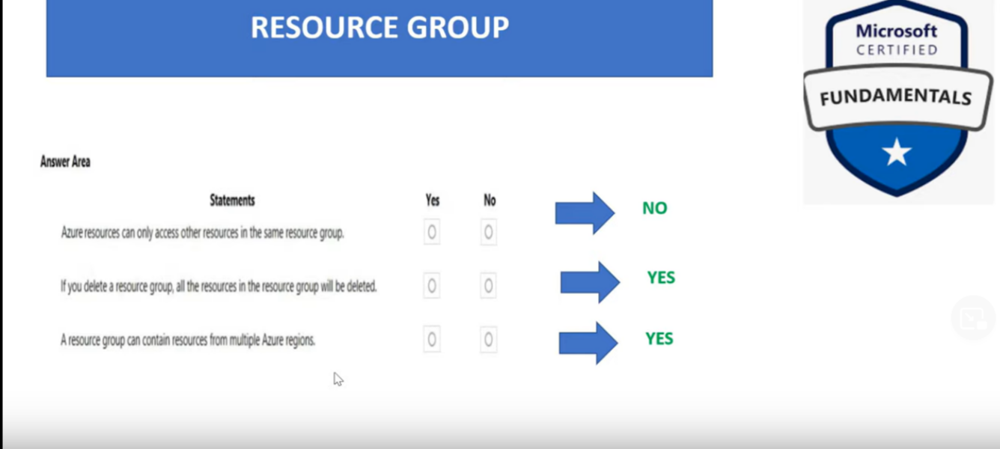 RESOURCE GROUP
Microsoft
CERTIFIED
FUNDAMENTALS
Answer Area
Statements Yes No
NO
Azure resources can only access other resources in the same resource group.
YES
If you delete a resource group, all the resources in the resource group will be deleted.
YES
A resource group can contain resources from multiple Azure regions.